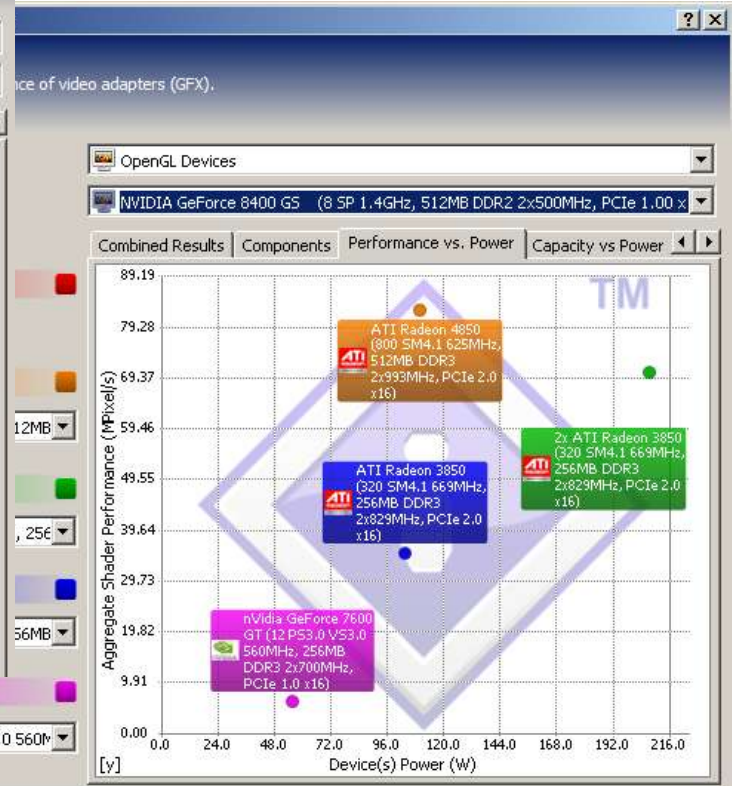 nce of video adapters (GFX).
OpenGL Devices
NVIDIA GeForce 8400 GS (8 SP 1.4GHz, 512MB DDR2 2x500MHz, PCIe 1.00 x
Combined Results
Components
Performance vs. Power
Capacity vs Power
12MB
, 256
56MB
0 560M
Aggregate Shader Performance (MPixel/s)
89.19
79.28
69.37
59.46
49.55
39.64
29.73
19.82
9.91
0.00
TM
ATI Radeon 4850
(800 SM4.1 625MHz,
512MB DDR3
2x993MHz, PCIe 2.0
x16)
ATI
2x ATI Radeon 3850
(320 SM4.1 669MHz,
256MB DDR3
2x829MHz, PCIe 2.0
x16)
ATI
ATI Radeon 3850
(320 SM4.1 669MHz,
256MB DDR3
2x829MHz, PCIe 2.0
x16)
ATI
nVidia GeForce 7600
GT (12 PS3.0 VS3.0
560MHz, 256MB
DDR3 2x700MHz,
PCIe 1.0 x16)
0.0 24.0 48.0 72.0 96.0 120.0 144.0 168.0 192.0 216.0
[y]
Device(s) Power (W)